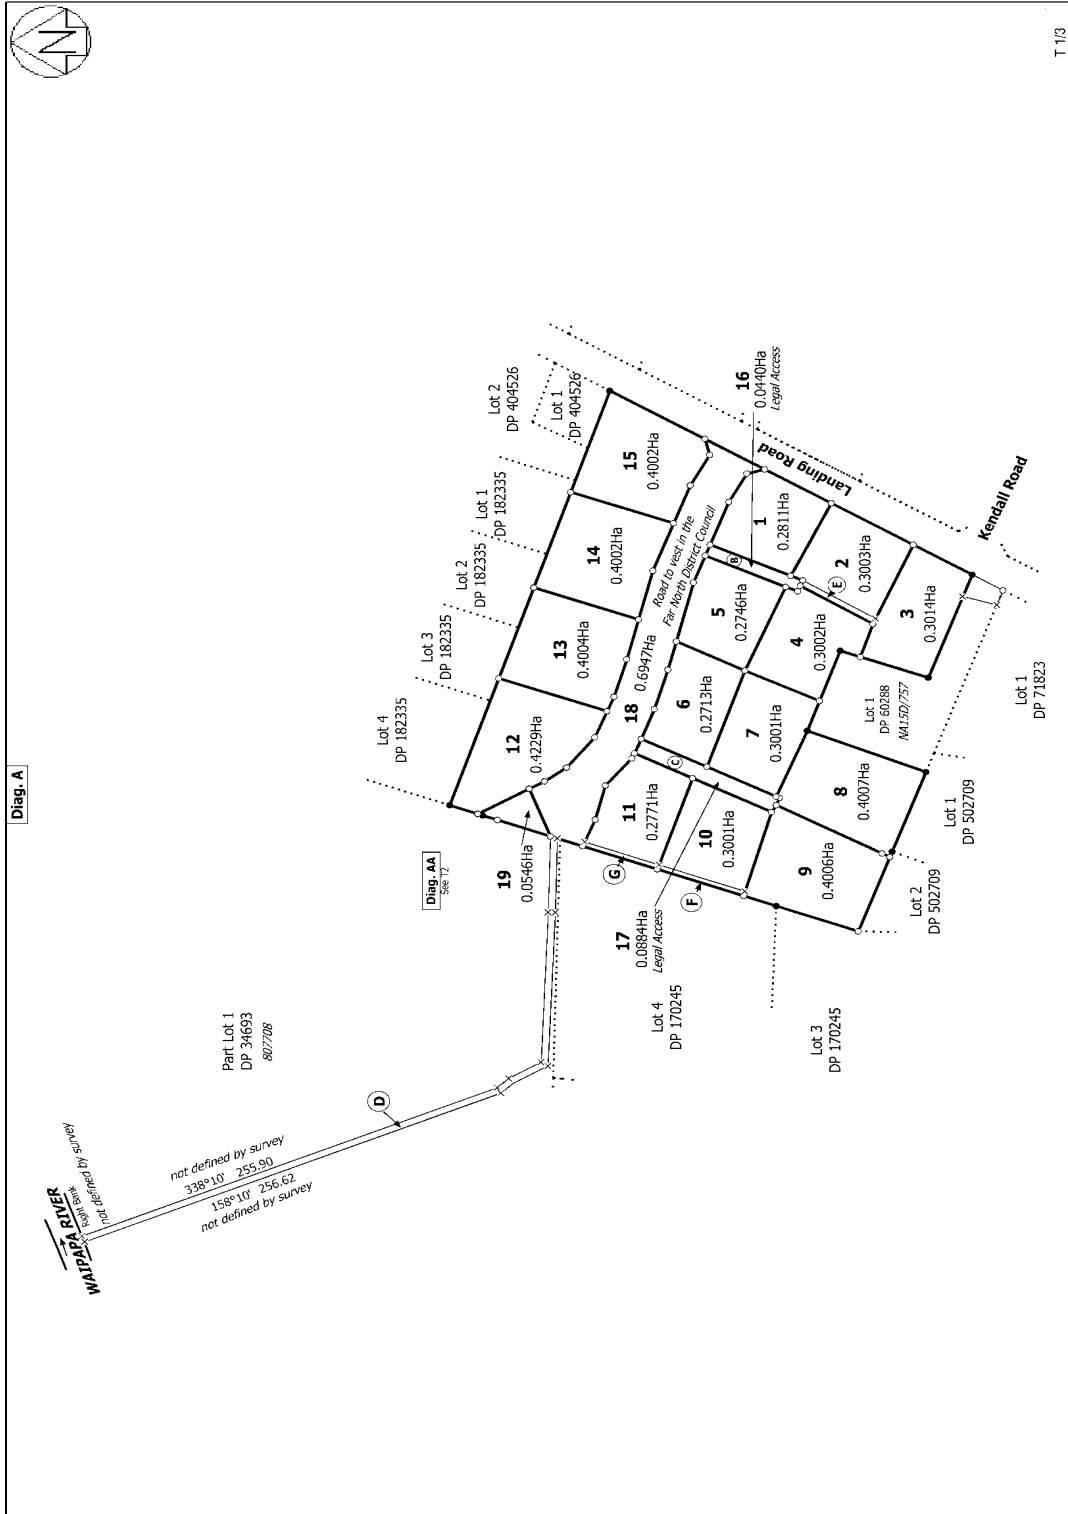 Diag. A
N
T 1/3
WAIPAPA RIVER
Right Bank
not defined by survey
not defined by survey
338°10' 255.90
158°10' 256.62
not defined by survey
D
Part Lot 1
DP 34693
807708
Diag. AA
See T2
Lot 4
DP 182335
Lot 3
DP 182335
Lot 2
DP 182335
Lot 1
DP 182335
Lot 2
DP 404526
Lot 1
DP 404526
12
0.4229Ha
13
0.4004Ha
14
0.4002Ha
15
0.4002Ha
19
0.0546Ha
18
0.6947Ha
Road to vest in the
Far North District Council
16
0.0440Ha
Legal Access
17
0.0884Ha
Legal Access
11
0.2771Ha
6
0.2713Ha
5
0.2746Ha
1
0.2811Ha
10
0.3001Ha
7
0.3001Ha
4
0.3002Ha
2
0.3003Ha
9
0.4006Ha
8
0.4007Ha
3
0.3014Ha
B
C
E
F
G
Landing Road
Kendall Road
Lot 1
DP 60288
NA15D/757
Lot 4
DP 170245
Lot 3
DP 170245
Lot 2
DP 502709
Lot 1
DP 502709
Lot 1
DP 71823